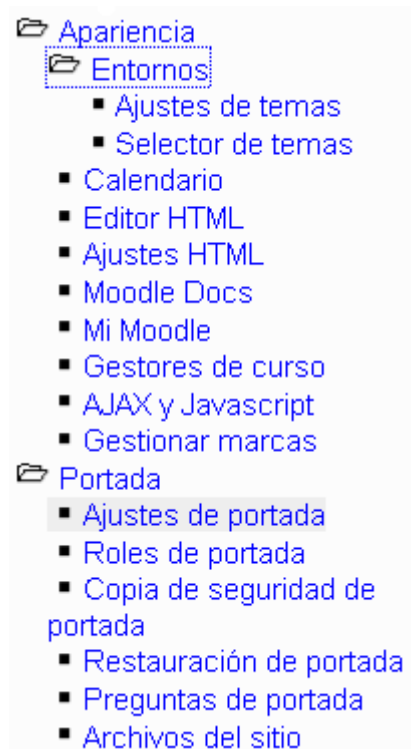 Apariencia
Entornos
Ajustes de temas
Selector de temas
Calendario
Editor HTML
Ajustes HTML
Moodle Docs
Mi Moodle
Gestores de curso
AJAX y Javascript
Gestionar marcas
Portada
Ajustes de portada
Roles de portada
Copia de seguridad de
portada
Restauración de portada
Preguntas de portada
Archivos del sitio